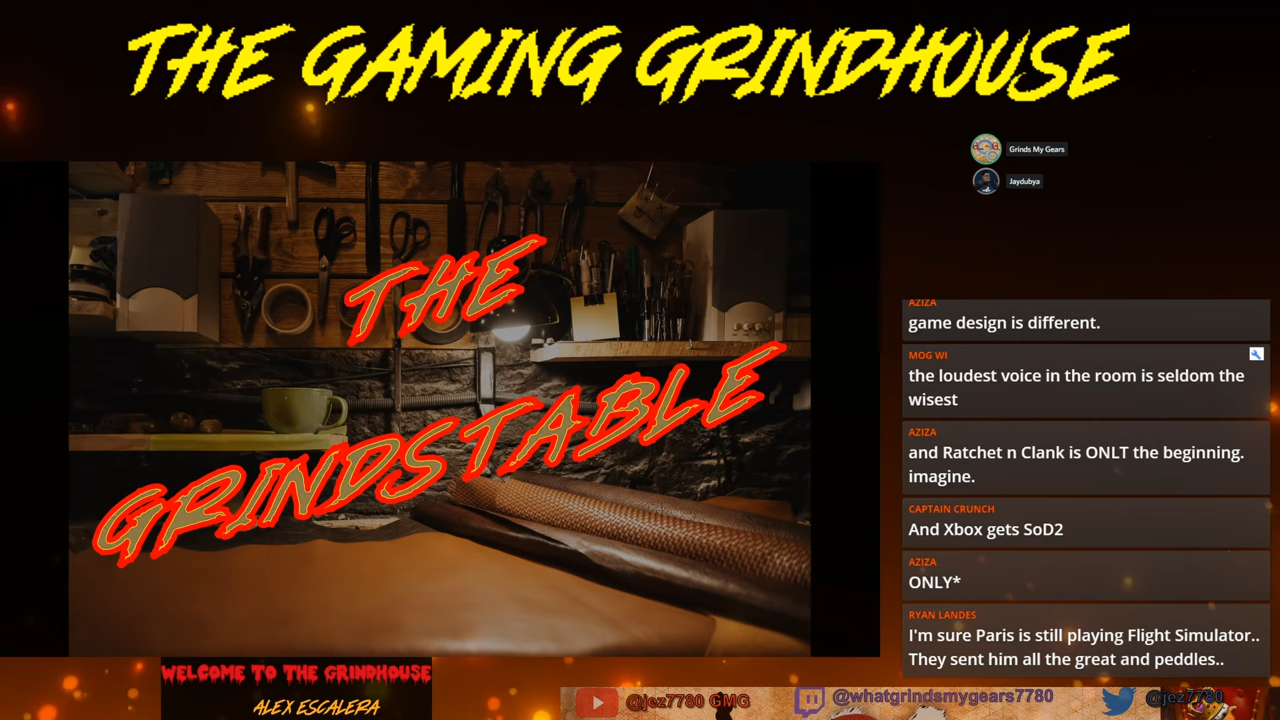 THE GAMING GRINDHOUSE
Grinds My Gears
Jaydubya
THE
GRINDSTABLE
AZIZA
game design is different.
MOG WI
the loudest voice in the room is seldom the
wisest
AZIZA
and Ratchet n Clank is ONLT the beginning.
imagine.
CAPTAIN CRUNCH
And Xbox gets SoD2
AZIZA
ONLY*
RYAN LANDES
I'm sure Paris is still playing Flight Simulator..
They sent him all the great and peddles..
WELCOME TO THE GRINDHOUSE
ALEX ESCALERA
@jez7780 GMG
@whatgrindsmygears7780
@jez7780